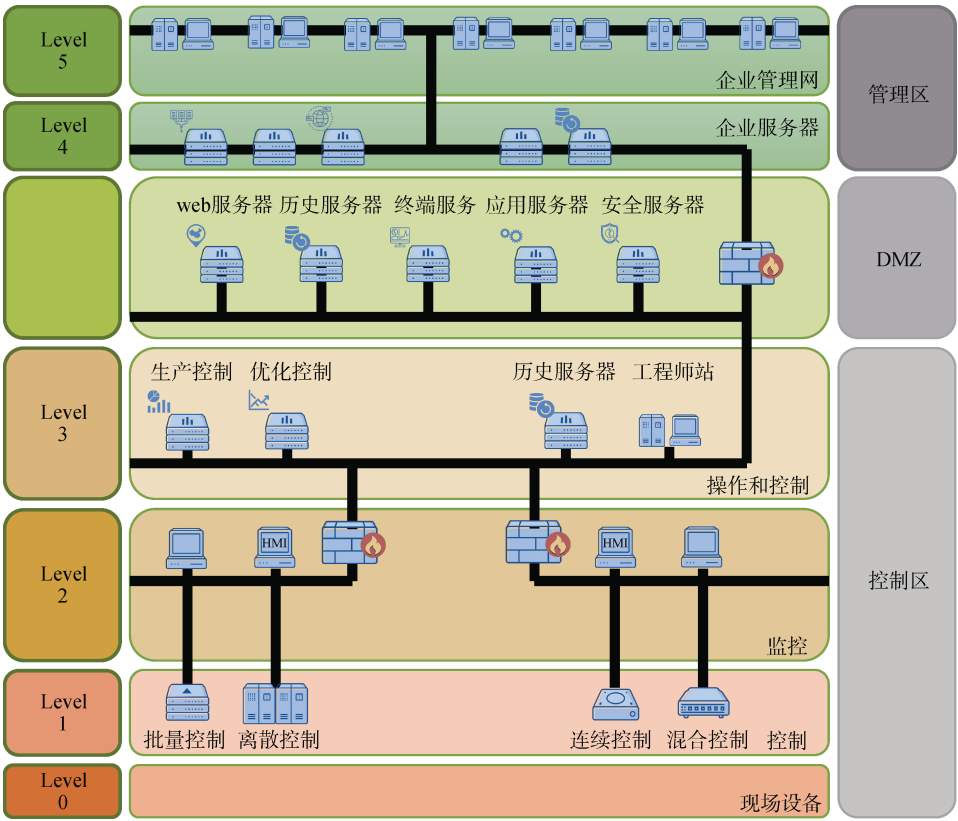 Level
5
企业管理网
管理区
Level
4
企业服务器
web服务器 历史服务器 终端服务 应用服务器 安全服务器
DMZ
生产控制 优化控制 历史服务器 工程师站
Level
3
操作和控制
HMI HMI
Level
2
控制区
监控
Level
1
批量控制 离散控制 连续控制 混合控制 控制
Level
0
现场设备